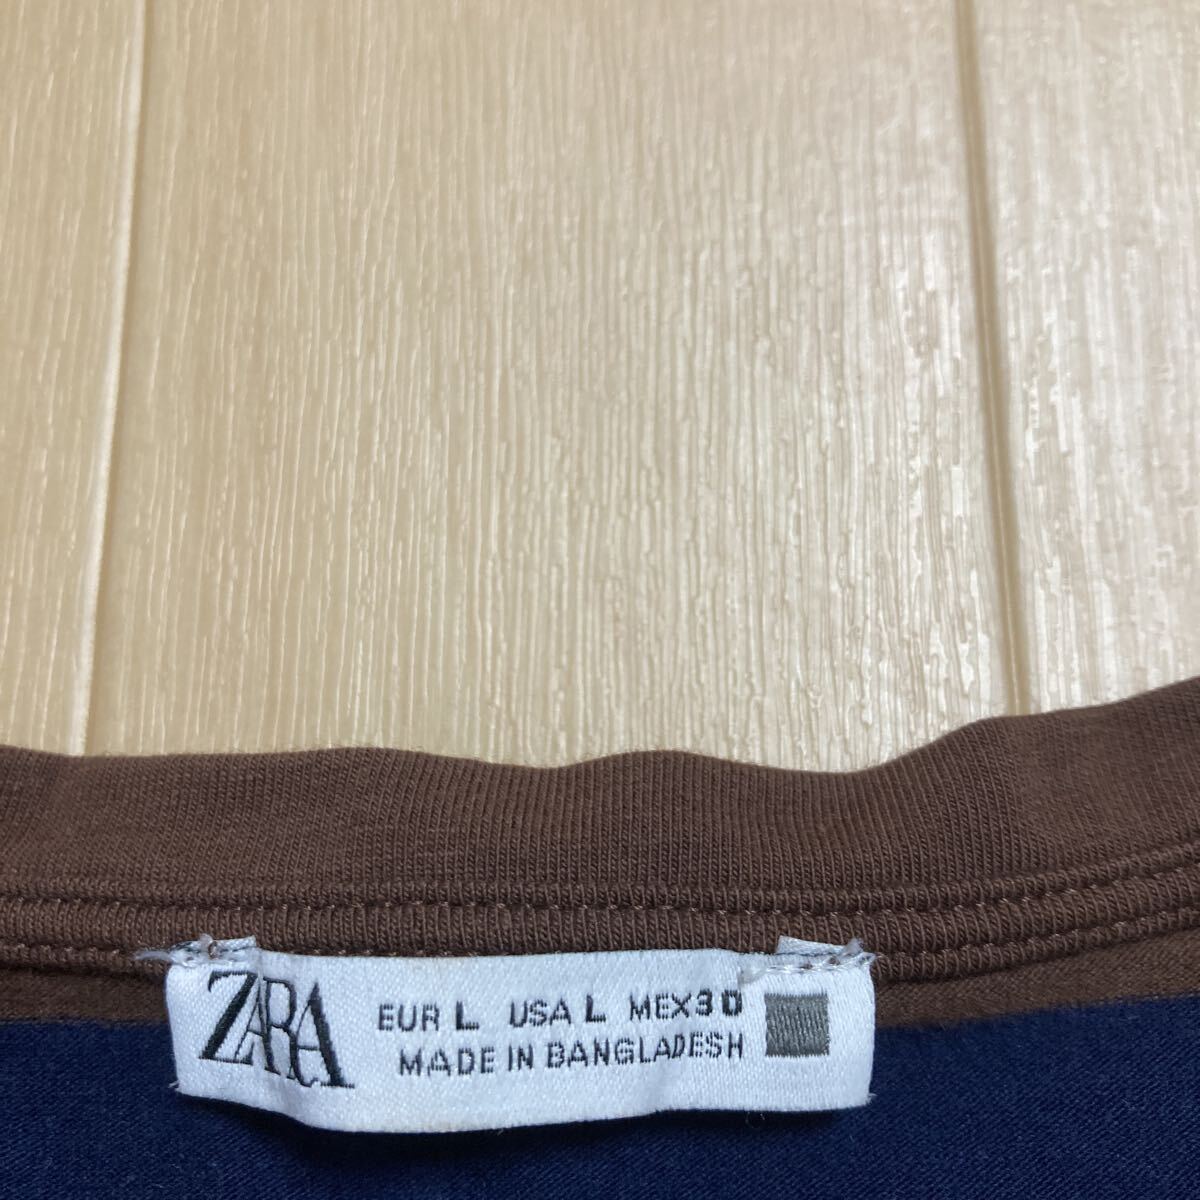 ZARA
EUR L USA L MEX 30
MADE IN BANGLADESH